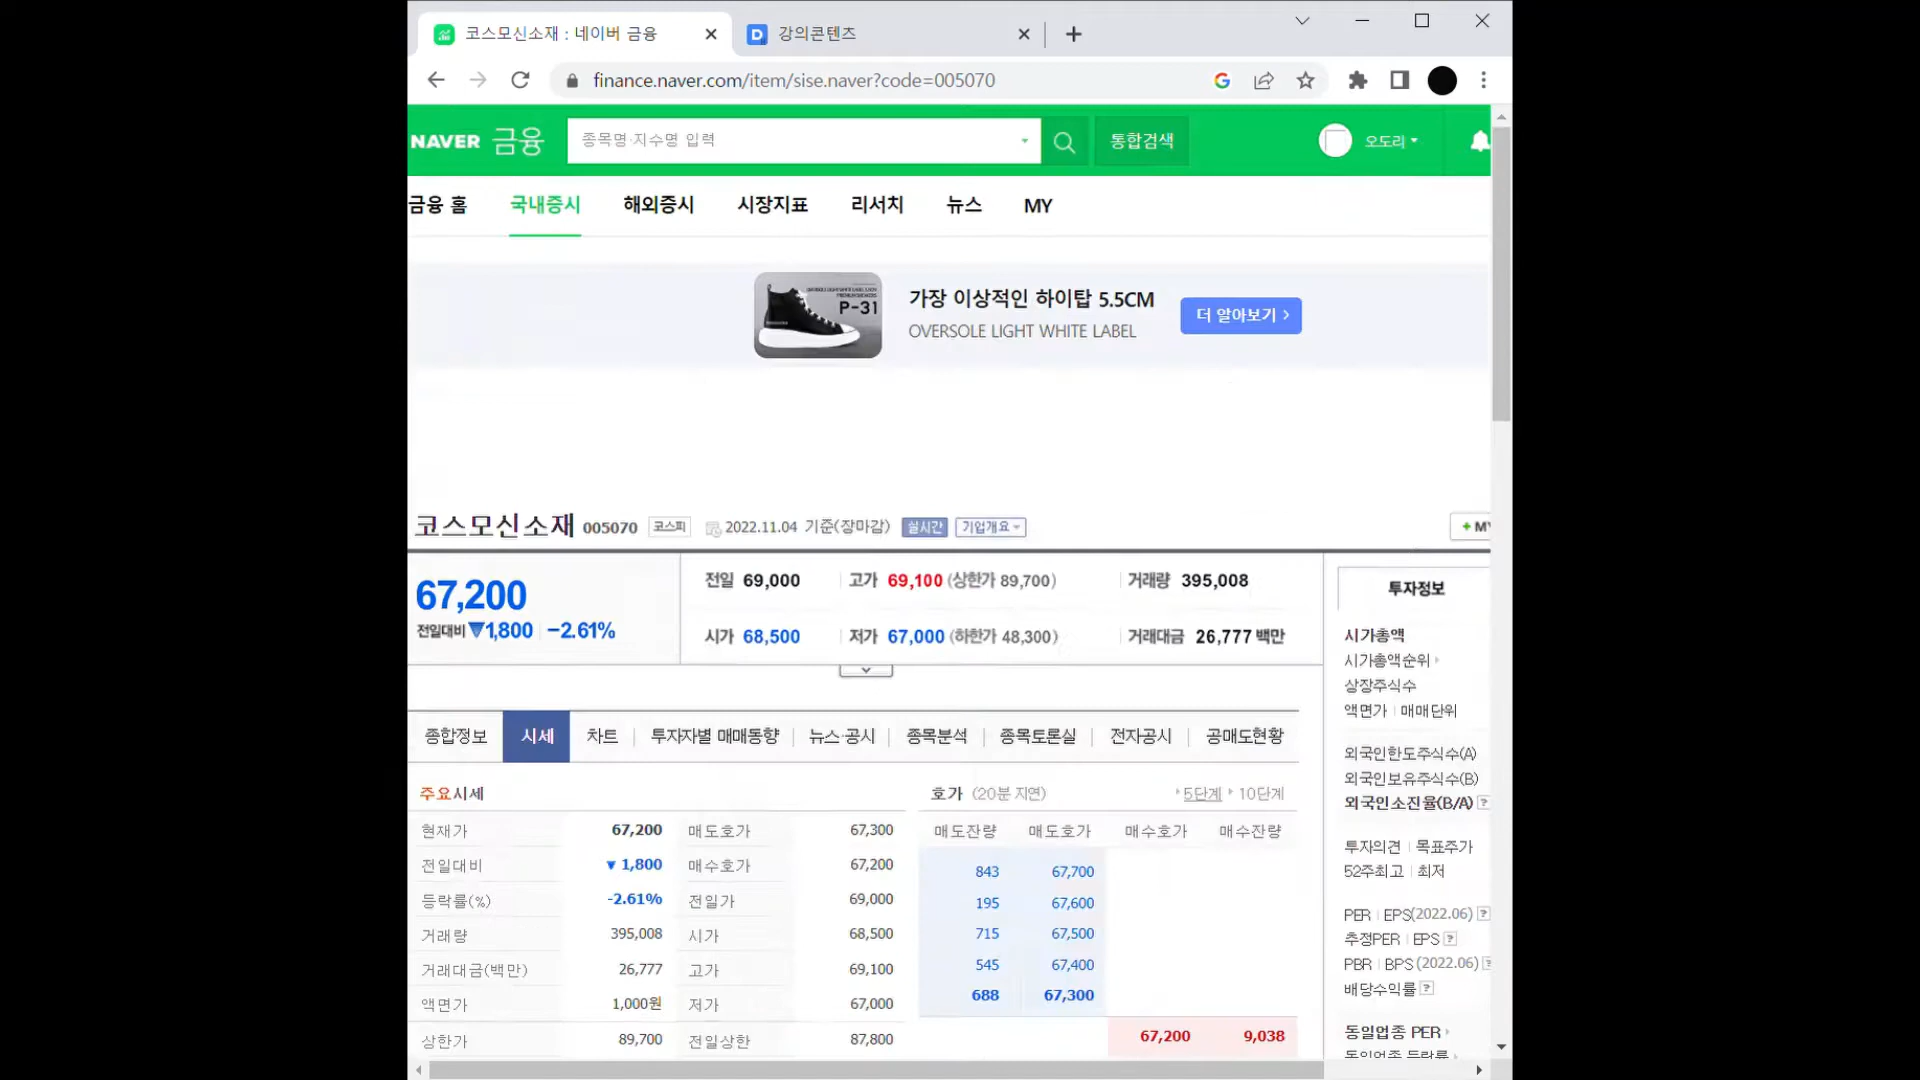 코스모신소재 : 네이버 금융
강의콘텐츠
finance.naver.com/item/sise.naver?code=005070
NAVER 금융
종목명·지수명 입력
통합검색
오도리
금융 홈 국내증시 해외증시 시장지표 리서치 뉴스 MY
P-31
가장 이상적인 하이탑 5.5CM
OVERSOLE LIGHT WHITE LABEL
더 알아보기 >
코스모신소재 005070 코스피 2022.11.04 기준(장마감) 실시간 기업개요
+ MY
67,200
전일대비 ▼1,800 -2.61%
전일 69,000 고가 69,100 (상한가 89,700) 거래량 395,008
시가 68,500 저가 67,000 (하한가 48,300) 거래대금 26,777 백만
종합정보 시세 차트 투자자별 매매동향 뉴스·공시 종목분석 종목토론실 전자공시 공매도현황
주요시세
현재가 67,200 매도호가 67,300
전일대비 ▼ 1,800 매수호가 67,200
등락률(%) -2.61% 전일가 69,000
거래량 395,008 시가 68,500
거래대금(백만) 26,777 고가 69,100
액면가 1,000원 저가 67,000
상한가 89,700 전일상한 87,800
호가 (20분 지연) 5단계 10단계
매도잔량 매도호가 매수호가 매수잔량
843 67,700
195 67,600
715 67,500
545 67,400
688 67,300
67,200 9,038
투자정보
시가총액
시가총액순위
상장주식수
액면가 | 매매단위
외국인한도주식수(A)
외국인보유주식수(B)
외국인소진율(B/A) ?
투자의견 | 목표주가
52주최고 | 최저
PER | EPS(2022.06) ?
추정PER | EPS ?
PBR | BPS (2022.06) ?
배당수익률 ?
동일업종 PER
동일업종 등락률